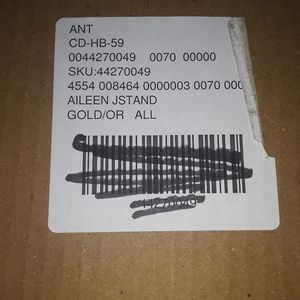 ANT
CD-HB-59
0044270049 0070 00000
SKU:44270049
4554 008464 0000003 0070 000
AILEEN JSTAND
GOLD/OR ALL
44270049